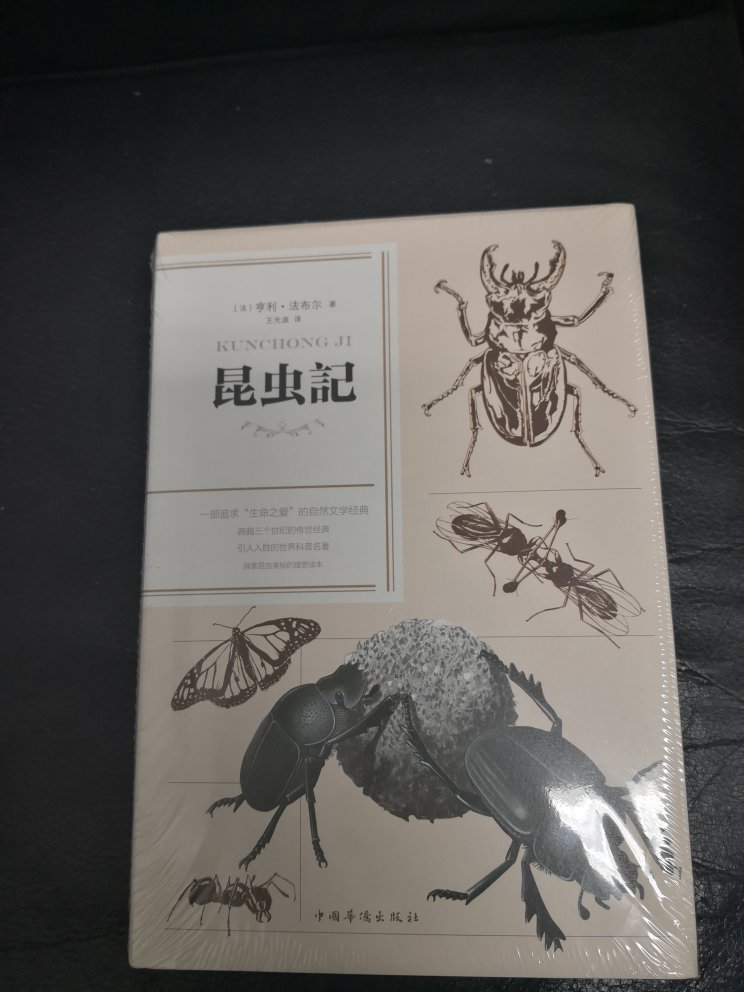 （法）亨利·法布尔 著
王光波 译
KUNCHONG JI
昆虫記
一部追求“生命之爱”的自然文学经典
跨越三个世纪的传世经典
引人入胜的世界科普名著
探索昆虫奥秘的理想读本
中国华侨出版社